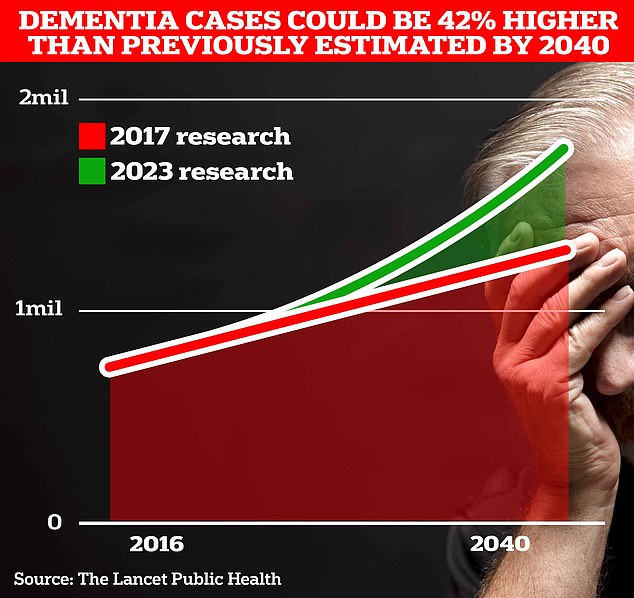 DEMENTIA CASES COULD BE 42% HIGHER
THAN PREVIOUSLY ESTIMATED BY 2040
2mil
2017 research
2023 research
1mil
0
2016
2040
Source: The Lancet Public Health